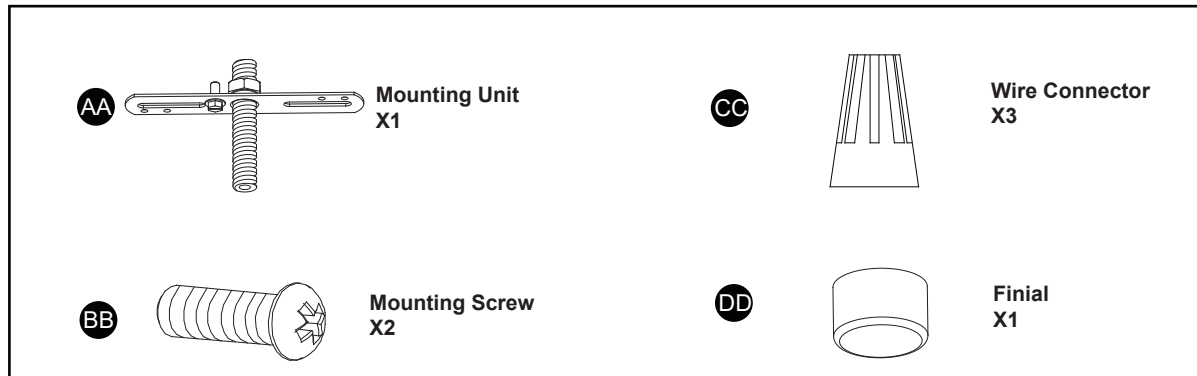 AA
Mounting Unit
X1
BB
Mounting Screw
X2
CC
Wire Connector
X3
DD
Finial
X1